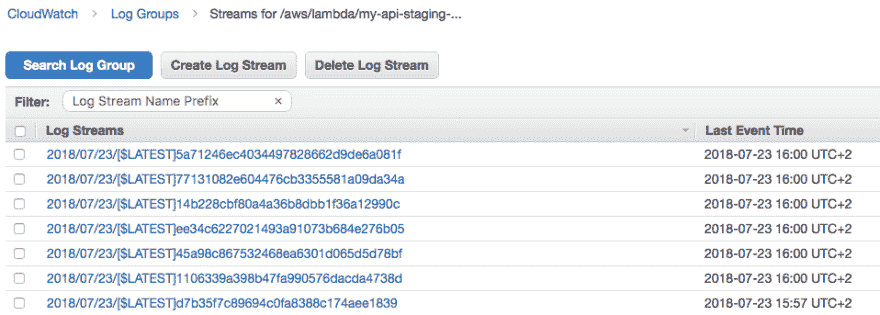 CloudWatch > Log Groups > Streams for /aws/lambda/my-api-staging-...
Search Log Group Create Log Stream Delete Log Stream
Filter: Log Stream Name Prefix ×
Log Streams Last Event Time
2018/07/23/[$LATEST]5a71246ec4034497828662d9de6a081f 2018-07-23 16:00 UTC+2
2018/07/23/[$LATEST]77131082e604476cb3355581a09da34a 2018-07-23 16:00 UTC+2
2018/07/23/[$LATEST]14b228cbf80a4a36b8dbb1f36a12990c 2018-07-23 16:00 UTC+2
2018/07/23/[$LATEST]ee34c6227021493a91073b684e276b05 2018-07-23 16:00 UTC+2
2018/07/23/[$LATEST]45a98c867532468ea6301d065d5d78bf 2018-07-23 16:00 UTC+2
2018/07/23/[$LATEST]1106339a398b47fa990576dacda4738d 2018-07-23 16:00 UTC+2
2018/07/23/[$LATEST]d7b35f7c89694c0fa8388c174aee1839 2018-07-23 15:57 UTC+2